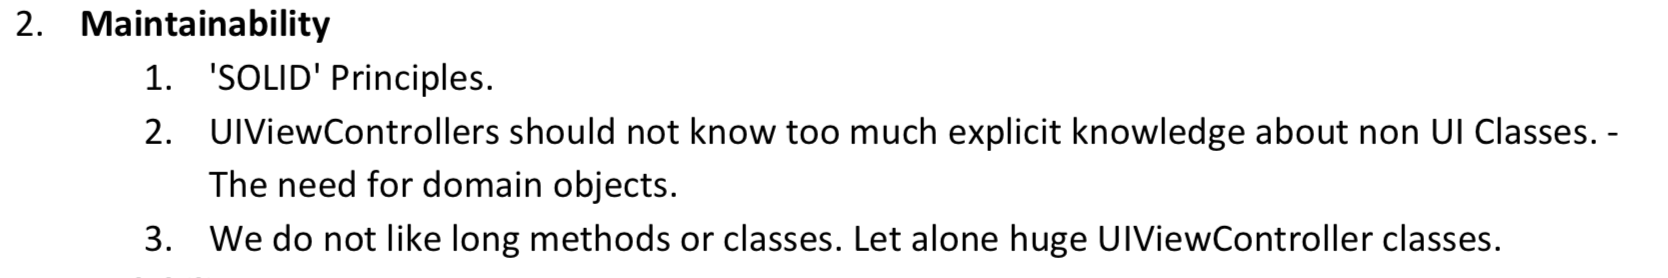 2. Maintainability
1. 'SOLID' Principles.
2. UIViewControllers should not know too much explicit knowledge about non UI Classes. -
The need for domain objects.
3. We do not like long methods or classes. Let alone huge UIViewController classes.